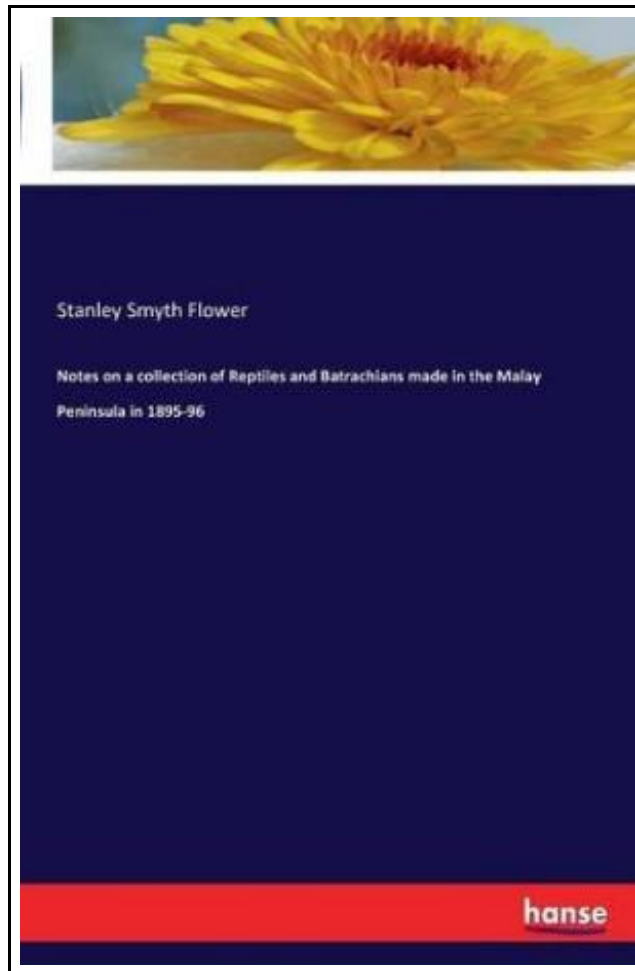 Stanley Smyth Flower
Notes on a collection of Reptiles and Batrachians made in the Malay
Peninsula in 1895-96
hanse